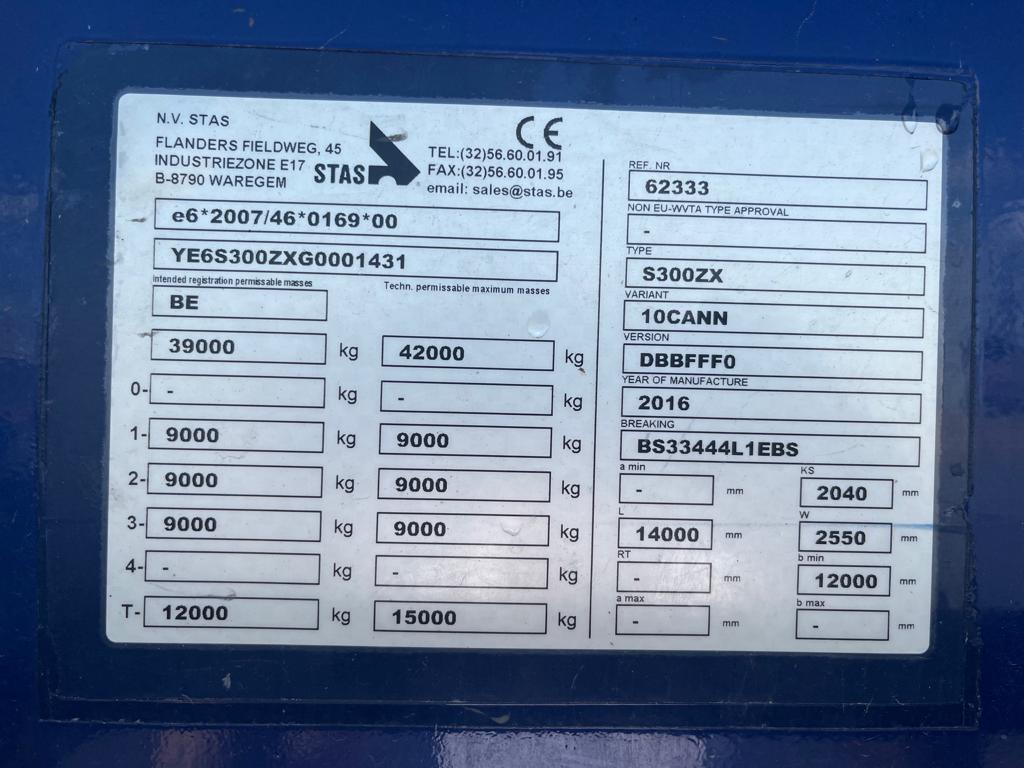 N.V. STAS
FLANDERS FIELDWEG, 45
INDUSTRIEZONE E17
B-8790 WAREGEM
STAS
CE
TEL:(32)56.60.01.91
FAX:(32)56.60.01.95
email: sales@stas.be
e6*2007/46*0169*00
YE6S300ZXG0001431
Intended registration permissable masses
Techn. permissable maximum masses
BE
39000 kg 42000 kg
0- - kg - kg
1- 9000 kg 9000 kg
2- 9000 kg 9000 kg
3- 9000 kg 9000 kg
4- - kg - kg
T- 12000 kg 15000 kg
REF. NR
62333
NON EU-WVTA TYPE APPROVAL
-
TYPE
S300ZX
VARIANT
10CANN
VERSION
DBBFFF0
YEAR OF MANUFACTURE
2016
BREAKING
BS33444L1EBS
a min KS
- mm 2040 mm
L W
14000 mm 2550 mm
RT b min
- mm 12000 mm
a max b max
- mm - mm